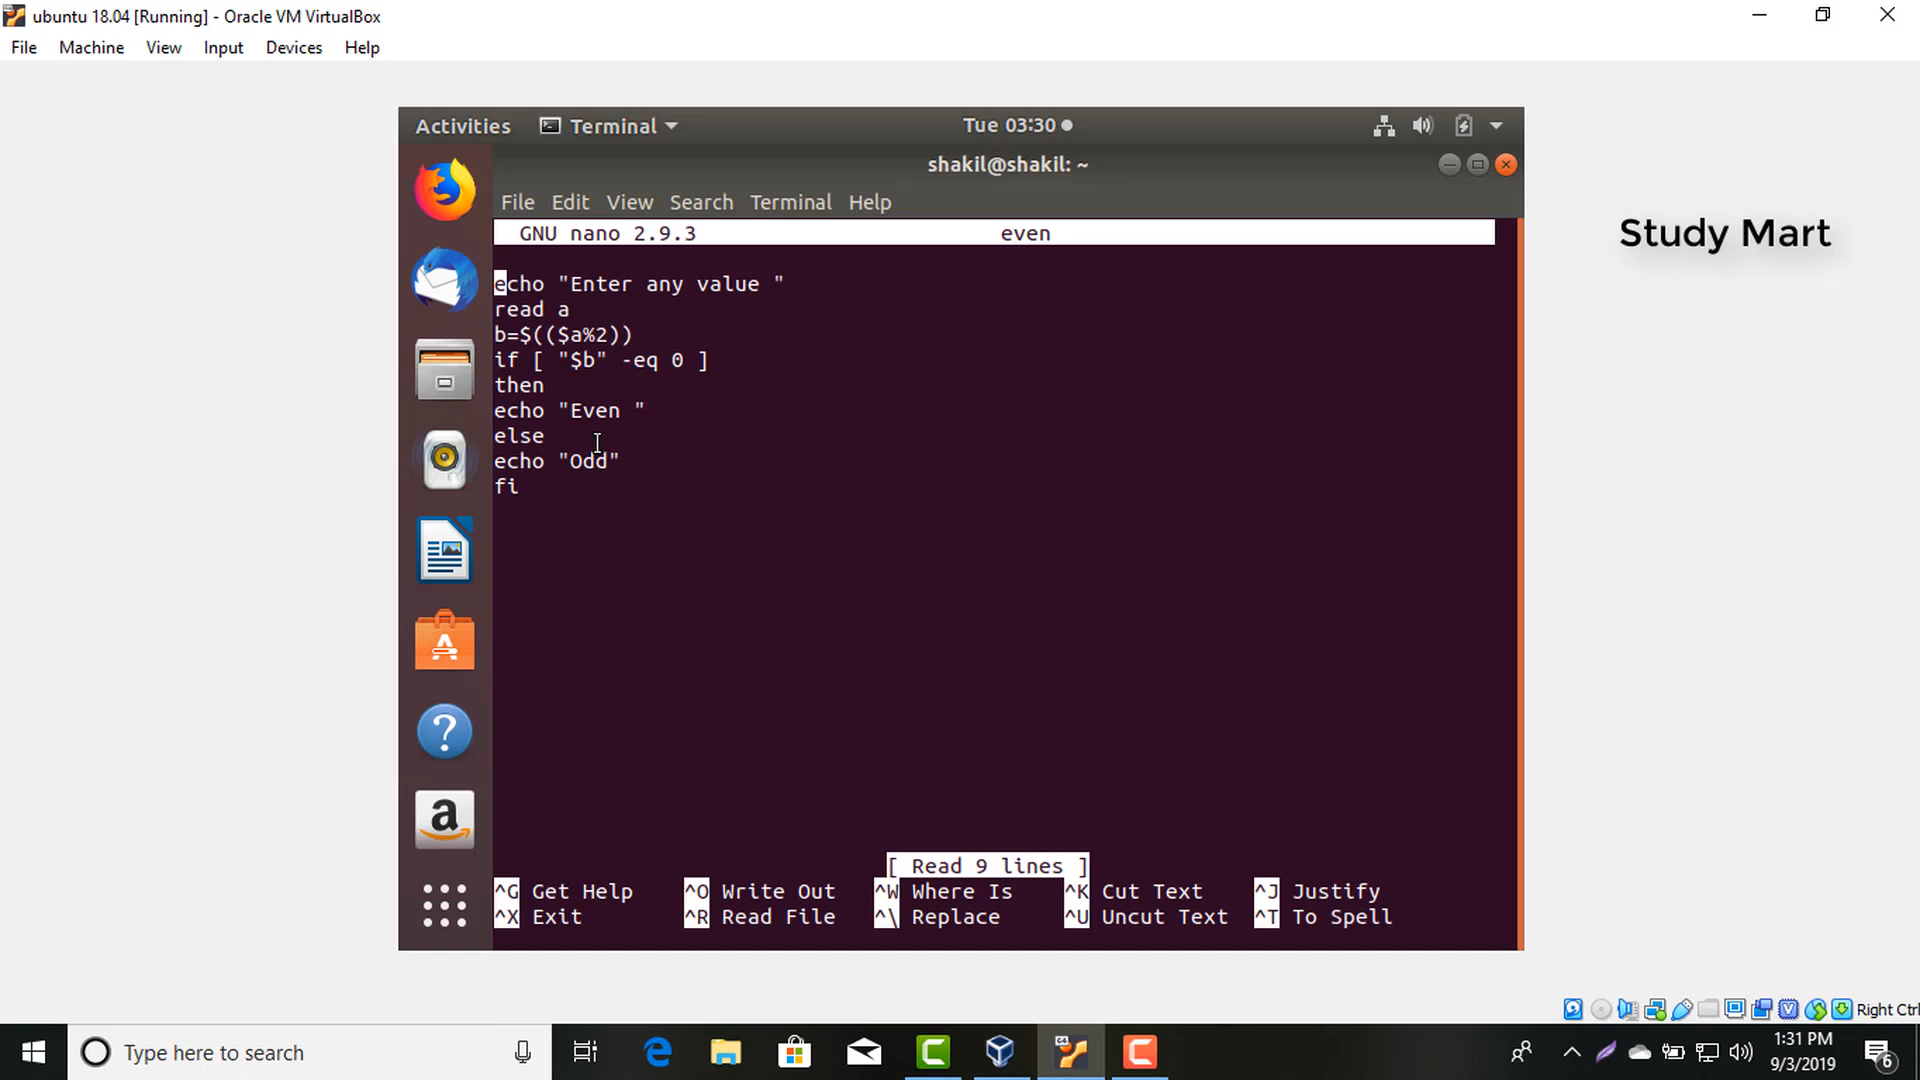 ubuntu 18.04 [Running] - Oracle VM VirtualBox
File Machine View Input Devices Help
Activities Terminal Tue 03:30
shakil@shakil: ~
File Edit View Search Terminal Help
GNU nano 2.9.3 even
Study Mart
echo "Enter any value "
read a
b=$(($a%2))
if [ "$b" -eq 0 ]
then
echo "Even "
else
echo "Odd"
fi
[ Read 9 lines ]
^G Get Help ^O Write Out ^W Where Is ^K Cut Text ^J Justify
^X Exit ^R Read File ^\ Replace ^U Uncut Text ^T To Spell
Right Ctrl
Type here to search
1:31 PM
9/3/2019
6